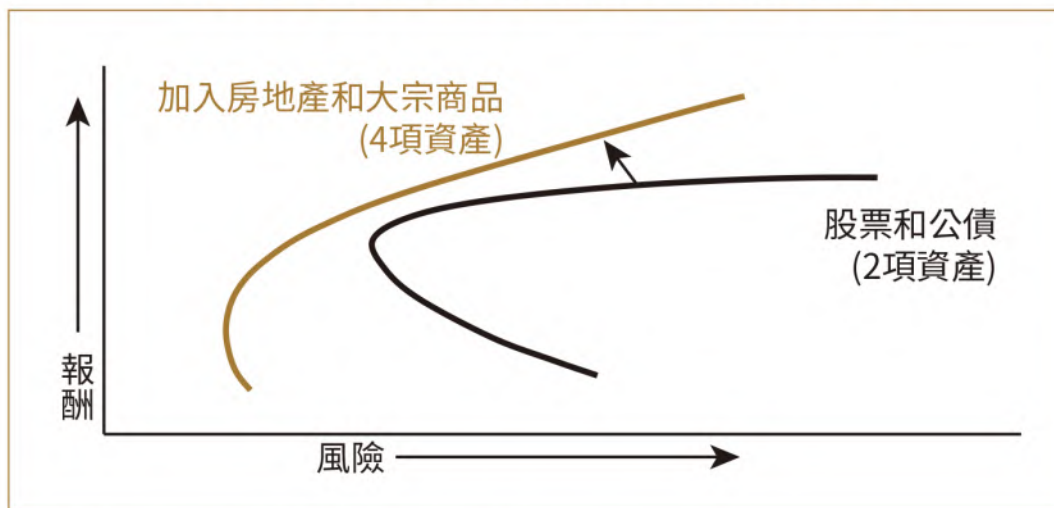 加入房地產和大宗商品
(4項資產)
股票和公債
(2項資產)
報酬
風險